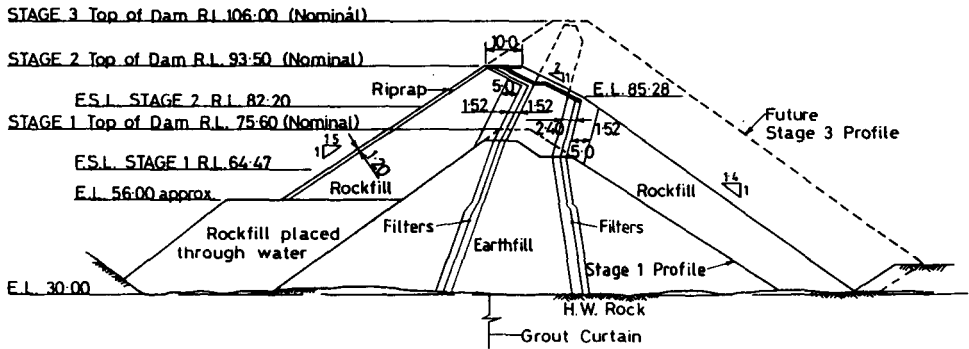 STAGE 3 Top of Dam R.L. 106·00 (Nominál)
10·0
STAGE 2 Top of Dam R.L. 93·50 (Nominal)
2
1
Riprap
5·0
E.L. 85·28
F.S.L. STAGE 2 R.L. 82·20
1·52
1·52
STAGE 1 Top of Dam R.L. 75·60 (Nominal)
2·40
1·52
Future
Stage 3 Profile
1·5
1
1·20
5·0
F.S.L. STAGE 1 R.L. 64·47
Rockfill
Rockfill
1·4
1
E.L. 56·00 approx
Filters
Filters
Rockfill placed
through water
Earthfill
Stage 1 Profile
E.L. 30·00
H.W. Rock
Grout Curtain